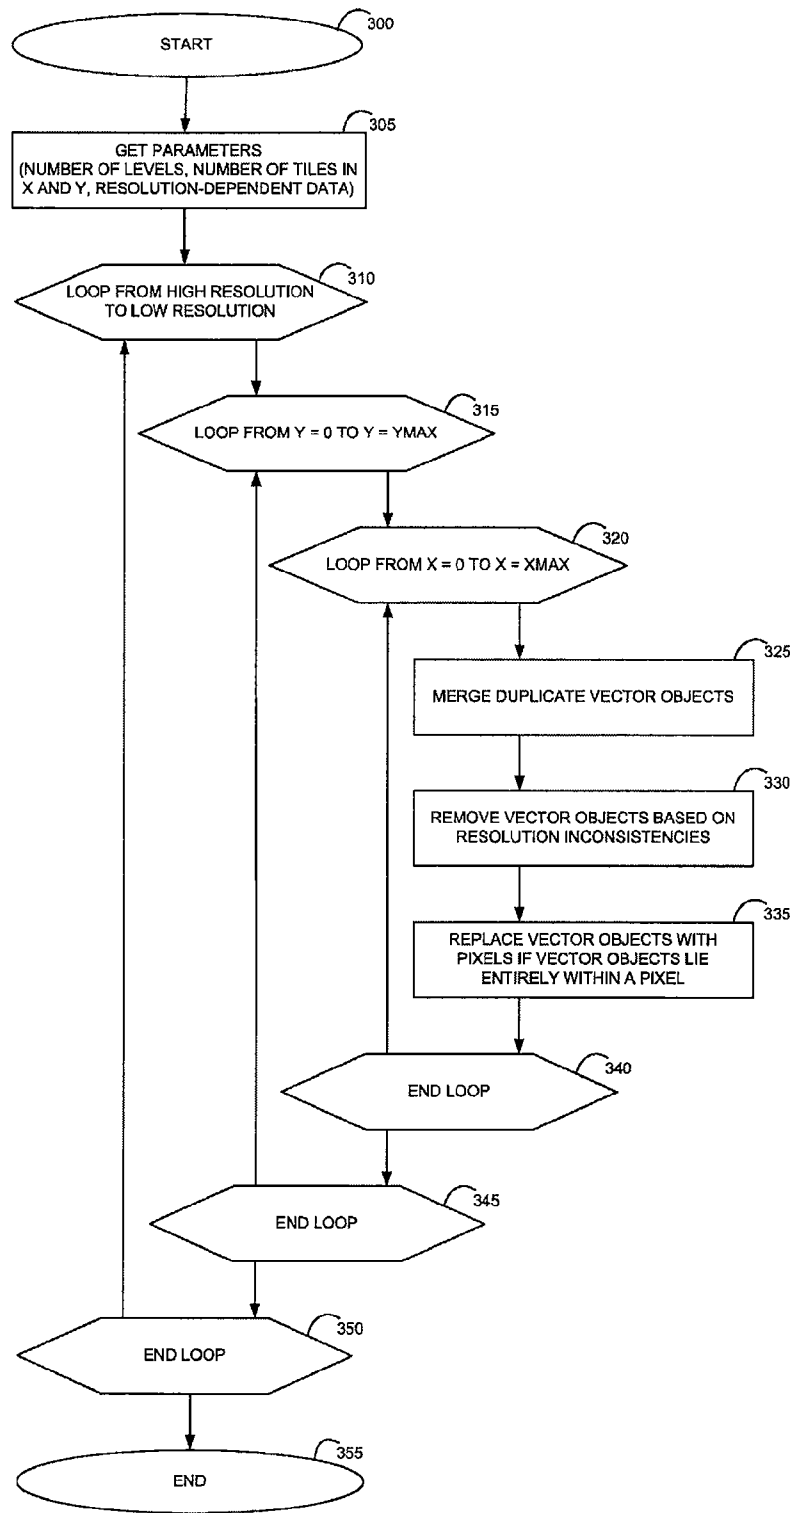 300
START
305
GET PARAMETERS
(NUMBER OF LEVELS, NUMBER OF TILES IN
X AND Y, RESOLUTION-DEPENDENT DATA)
310
LOOP FROM HIGH RESOLUTION
TO LOW RESOLUTION
315
LOOP FROM Y = 0 TO Y = YMAX
320
LOOP FROM X = 0 TO X = XMAX
325
MERGE DUPLICATE VECTOR OBJECTS
330
REMOVE VECTOR OBJECTS BASED ON
RESOLUTION INCONSISTENCIES
335
REPLACE VECTOR OBJECTS WITH
PIXELS IF VECTOR OBJECTS LIE
ENTIRELY WITHIN A PIXEL
340
END LOOP
345
END LOOP
350
END LOOP
355
END